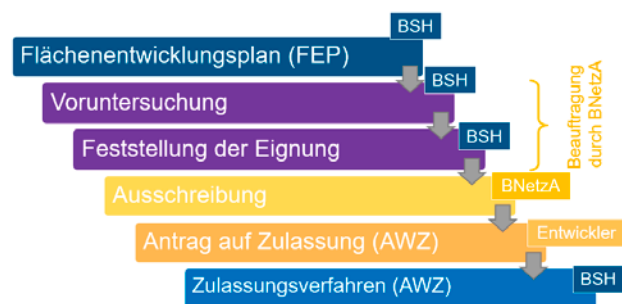 BSH
Flächenentwicklungsplan (FEP)
BSH
Voruntersuchung
BSH
Feststellung der Eignung
Beauftragung
durch BNetzA
BNetzA
Ausschreibung
Entwickler
Antrag auf Zulassung (AWZ)
BSH
Zulassungsverfahren (AWZ)